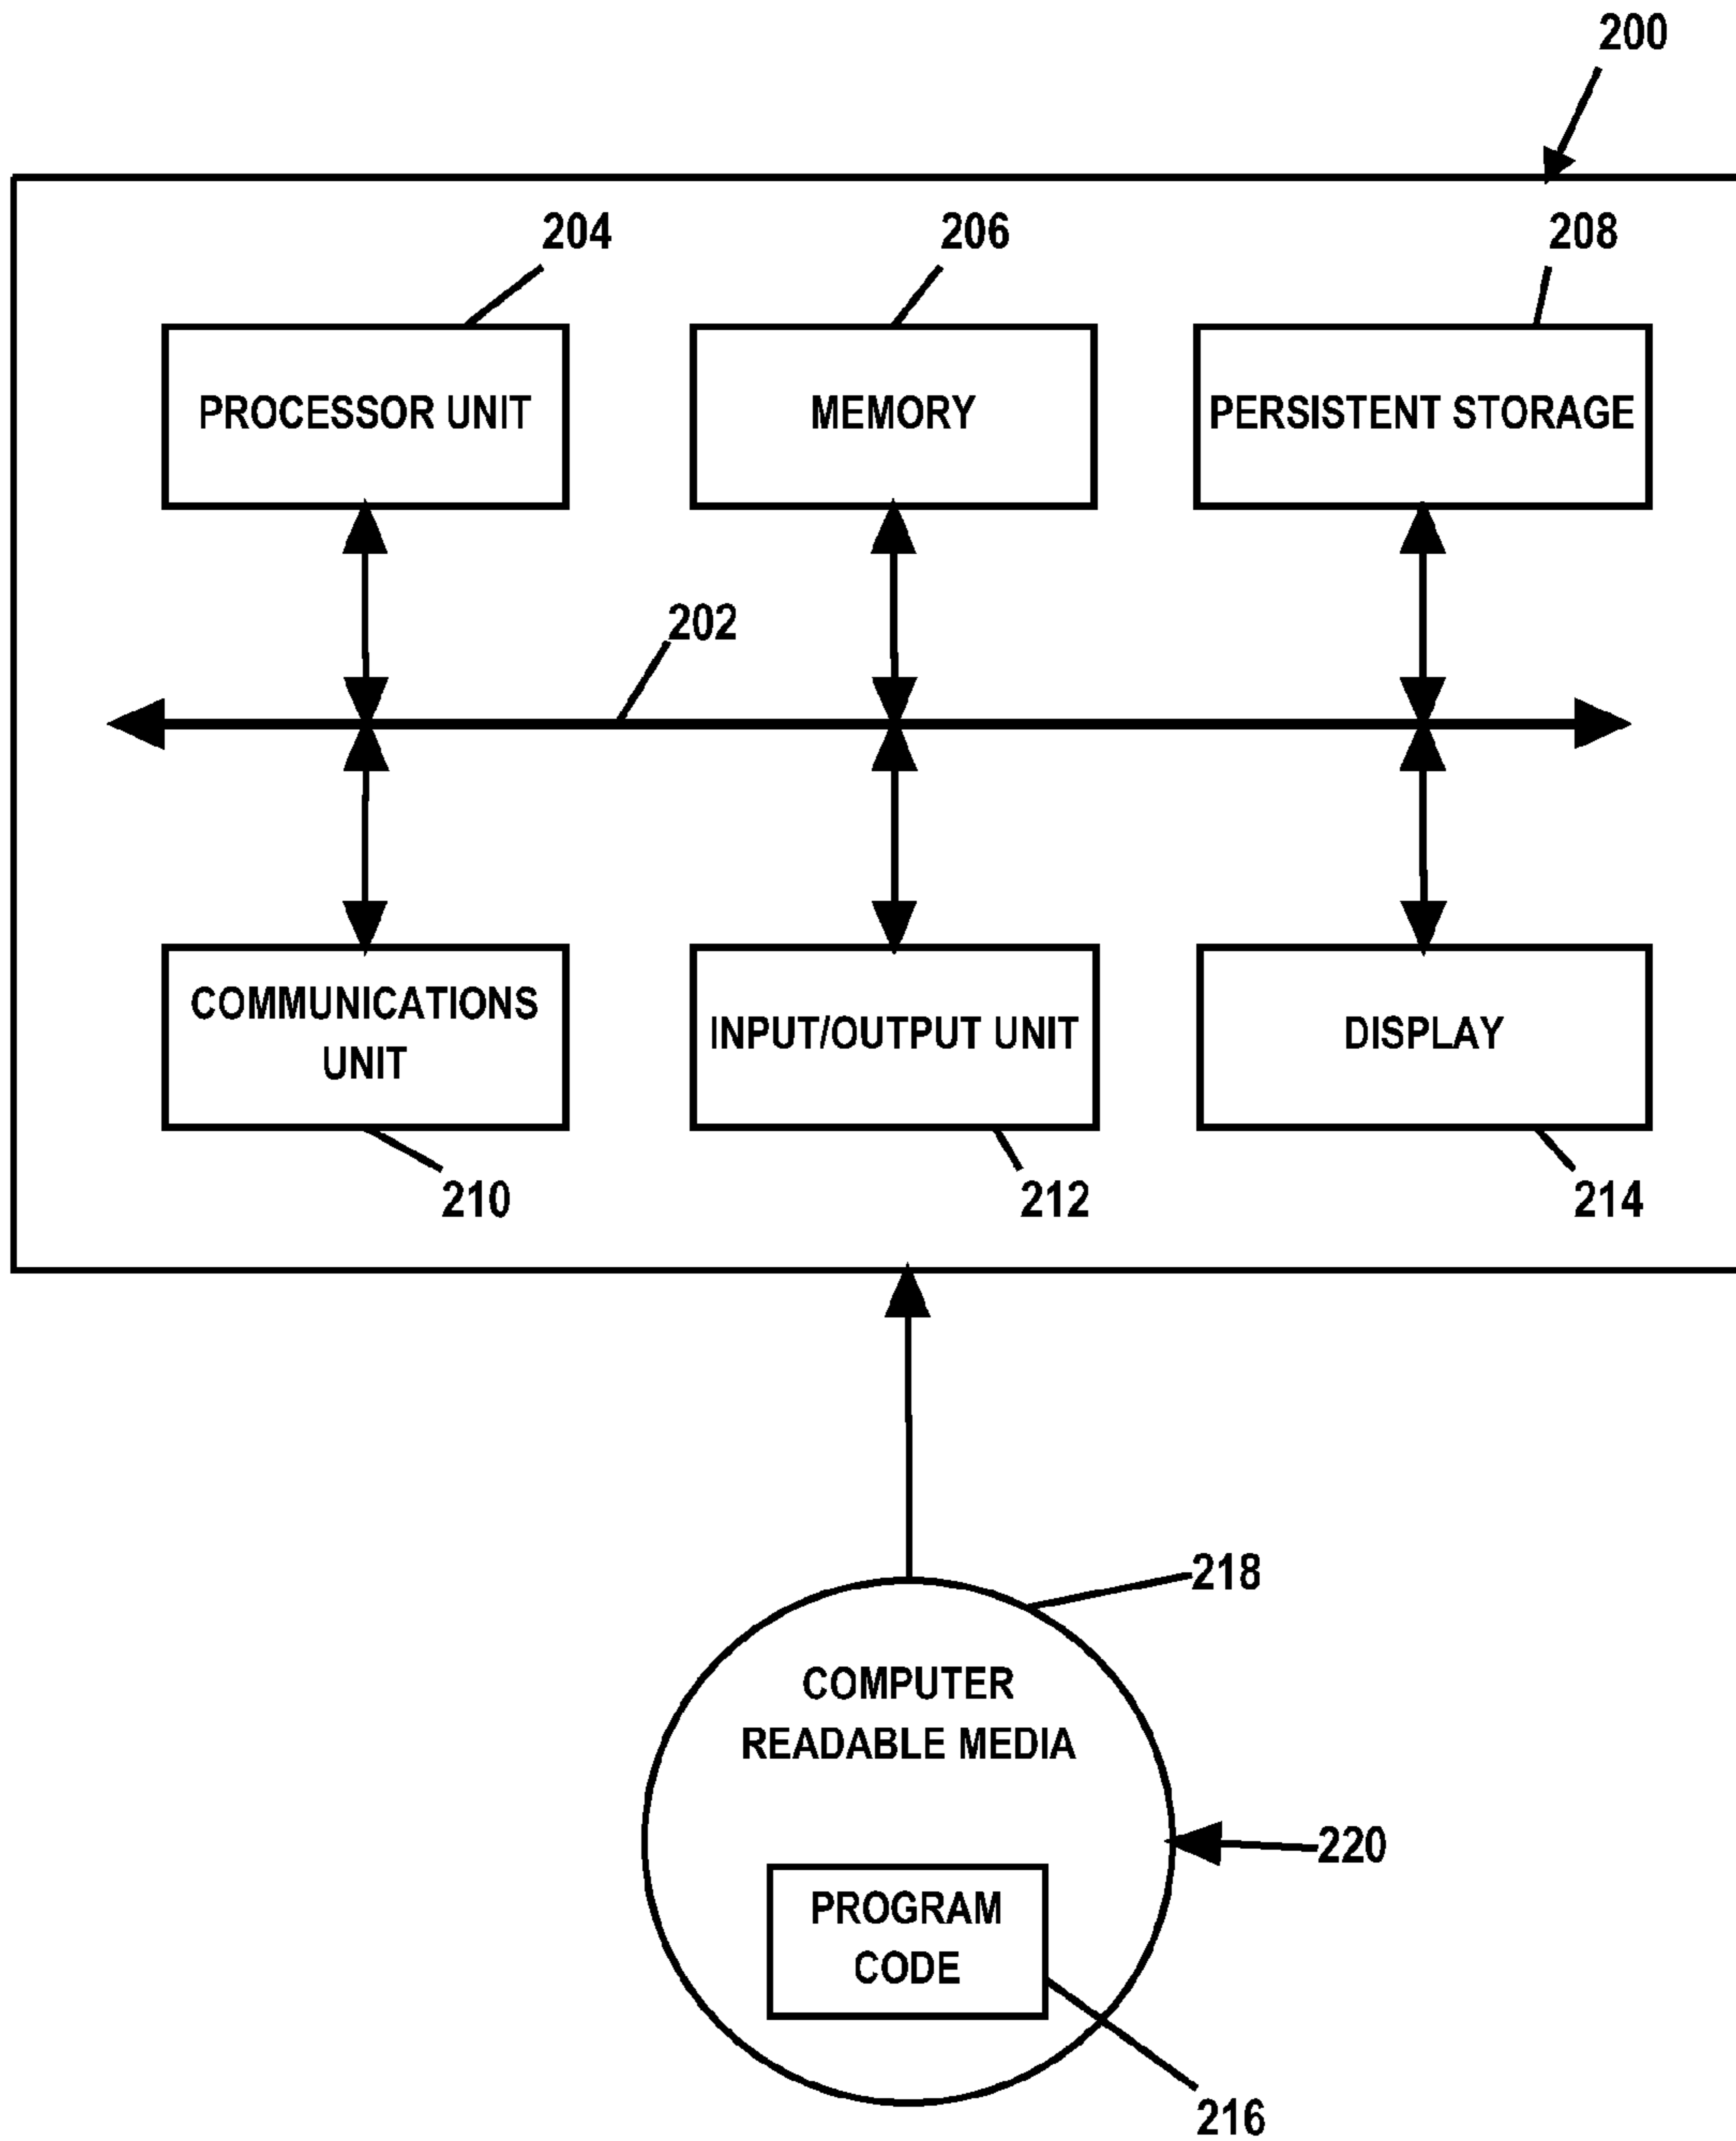 200
204
206
208
PROCESSOR UNIT
MEMORY
PERSISTENT STORAGE
202
COMMUNICATIONS
UNIT
INPUT/OUTPUT UNIT
DISPLAY
210
212
214
218
COMPUTER
READABLE MEDIA
220
PROGRAM
CODE
216